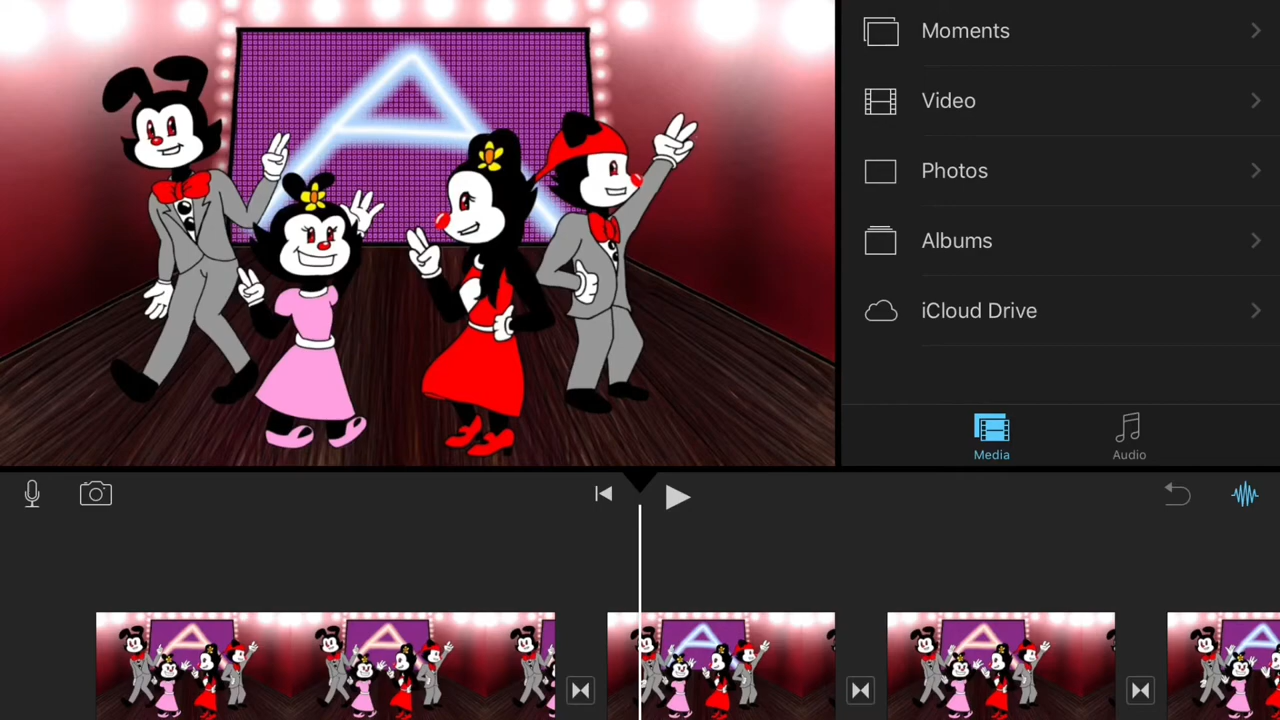 A
Moments
Video
Photos
Albums
iCloud Drive
Media
Audio